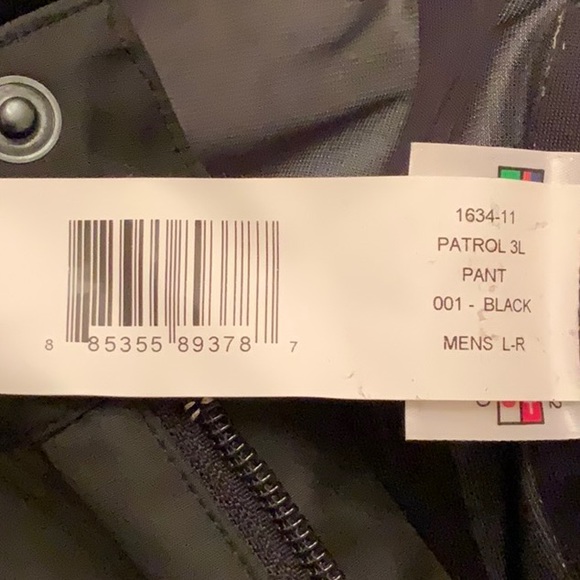 1634-11
PATROL 3L
PANT
001 - BLACK
MENS L-R
8 85355 89378 7